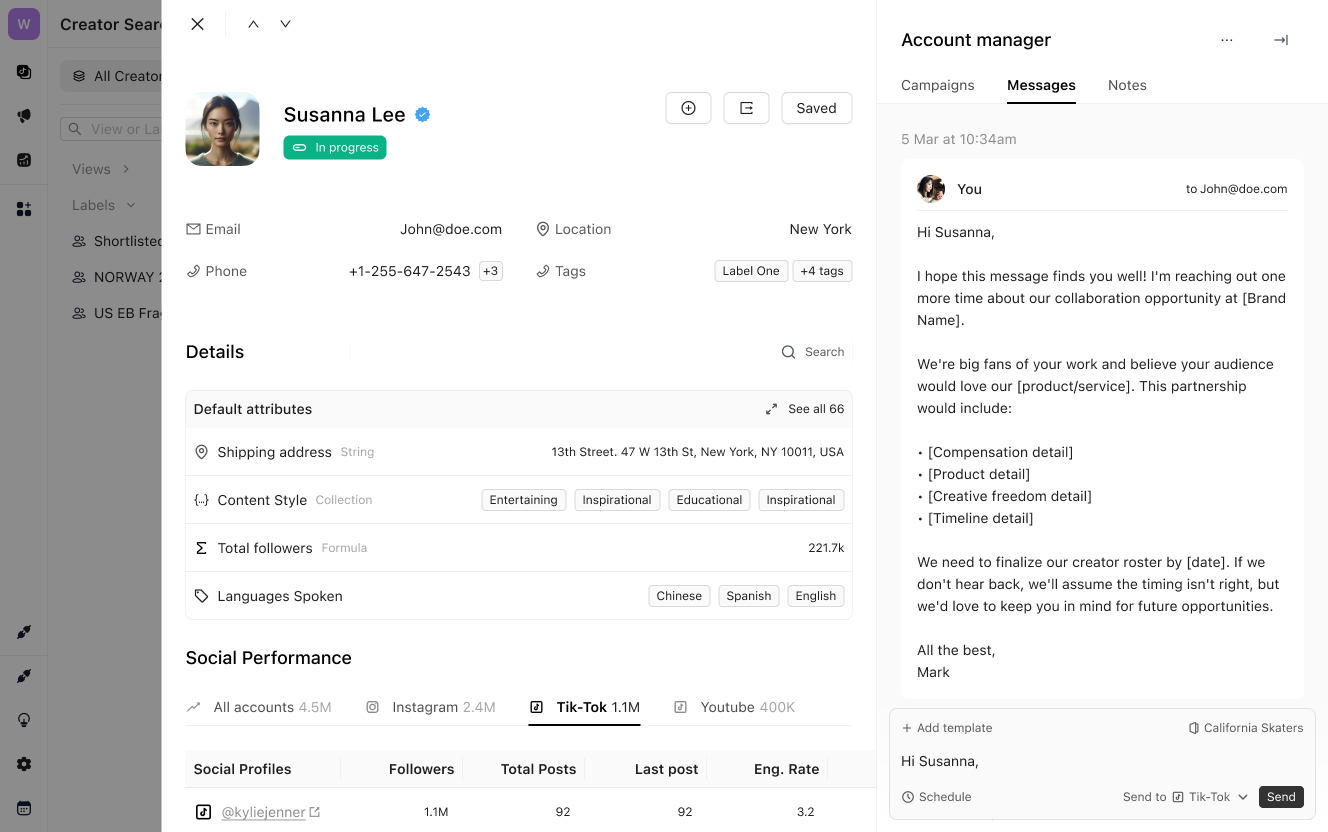 W
Creator Sear
All Creator
View or La
Views
Labels
Shortlisted
NORWAY 2
US EB Fra
Susanna Lee
In progress
Saved
Email John@doe.com Location New York
Phone +1-255-647-2543 +3 Tags Label One +4 tags
Details Search
Default attributes See all 66
Shipping address String 13th Street. 47 W 13th St, New York, NY 10011, USA
{..} Content Style Collection Entertaining Inspirational Educational Inspirational
Σ Total followers Formula 221.7k
Languages Spoken Chinese Spanish English
Social Performance
All accounts 4.5M Instagram 2.4M Tik-Tok 1.1M Youtube 400K
Social Profiles Followers Total Posts Last post Eng. Rate
@kyliejenner 1.1M 92 92 3.2
Account manager ...
Campaigns Messages Notes
5 Mar at 10:34am
You to John@doe.com
Hi Susanna,
I hope this message finds you well! I'm reaching out one
more time about our collaboration opportunity at [Brand
Name].
We're big fans of your work and believe your audience
would love our [product/service]. This partnership
would include:
• [Compensation detail]
• [Product detail]
• [Creative freedom detail]
• [Timeline detail]
We need to finalize our creator roster by [date]. If we
don't hear back, we'll assume the timing isn't right, but
we'd love to keep you in mind for future opportunities.
All the best,
Mark
+ Add template California Skaters
Hi Susanna,
Schedule Send to Tik-Tok Send